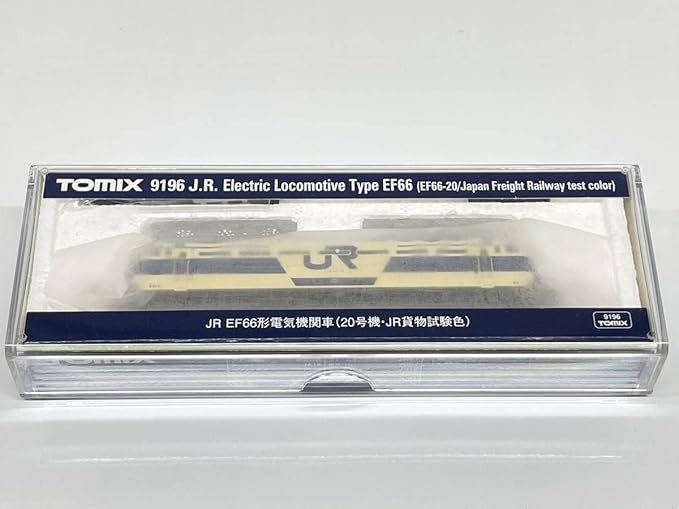 TOMIX 9196 J.R. Electric Locomotive Type EF66 (EF66-20/Japan Freight Railway test color)
JR
JR EF66形電気機関車(20号機・JR貨物試験色)
9196
TOMIX
TOMIX